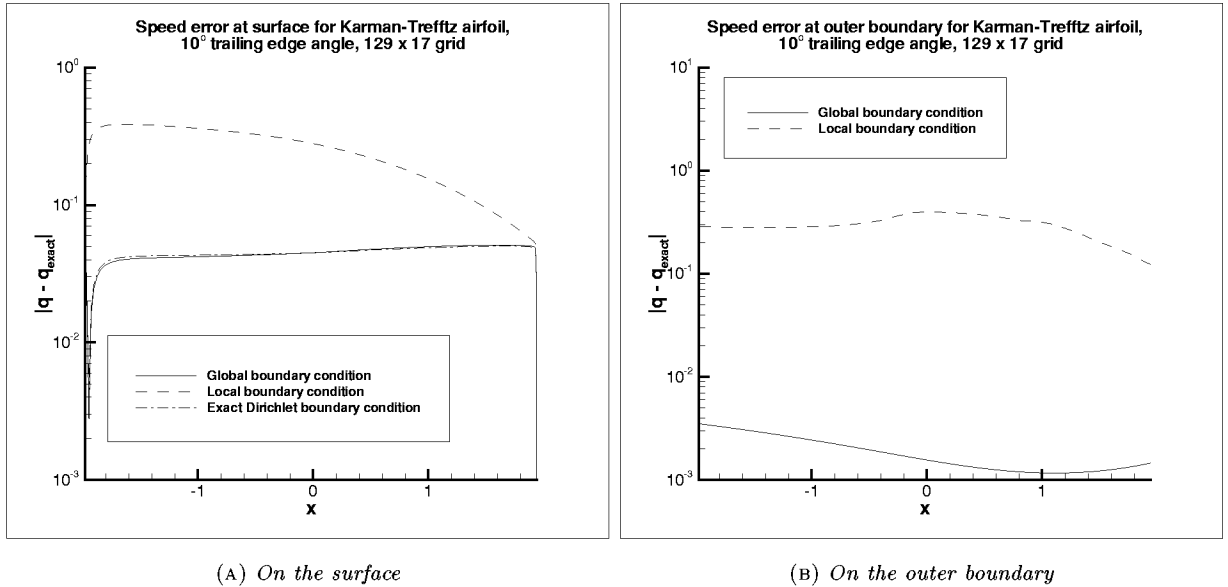 Speed error at surface for Karman-Trefftz airfoil,
10° trailing edge angle, 129 x 17 grid
10^0
10^-1
10^-2
10^-3
|q - q_exact|
Global boundary condition
Local boundary condition
Exact Dirichlet boundary condition
-1
0
1
x
(A) On the surface
Speed error at outer boundary for Karman-Trefftz airfoil,
10° trailing edge angle, 129 x 17 grid
10^1
10^0
10^-1
10^-2
10^-3
|q - q_exact|
Global boundary condition
Local boundary condition
-1
0
1
x
(B) On the outer boundary